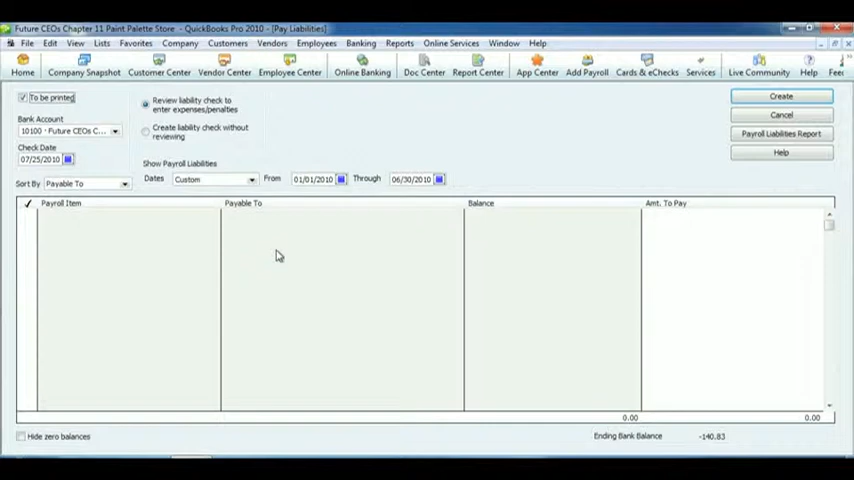 Future CEOs Chapter 11 Paint Palette Store - QuickBooks Pro 2010 - [Pay Liabilities]
File Edit View Lists Favorites Company Customers Vendors Employees Banking Reports Online Services Window Help
Home Company Snapshot Customer Center Vendor Center Employee Center Online Banking Doc Center Report Center App Center Add Payroll Cards & eChecks Services Live Community Help Feed
To be printed
Review liability check to
enter expenses/penalties
Create
Bank Account
Cancel
10100 · Future CEOs C...
Create liability check without
reviewing
Payroll Liabilities Report
Check Date
07/25/2010
Help
Show Payroll Liabilities
Sort By Payable To
Dates Custom From 01/01/2010 Through 06/30/2010
✓ Payroll Item Payable To Balance Amt. To Pay
0.00 0.00
Hide zero balances
Ending Bank Balance -140.83